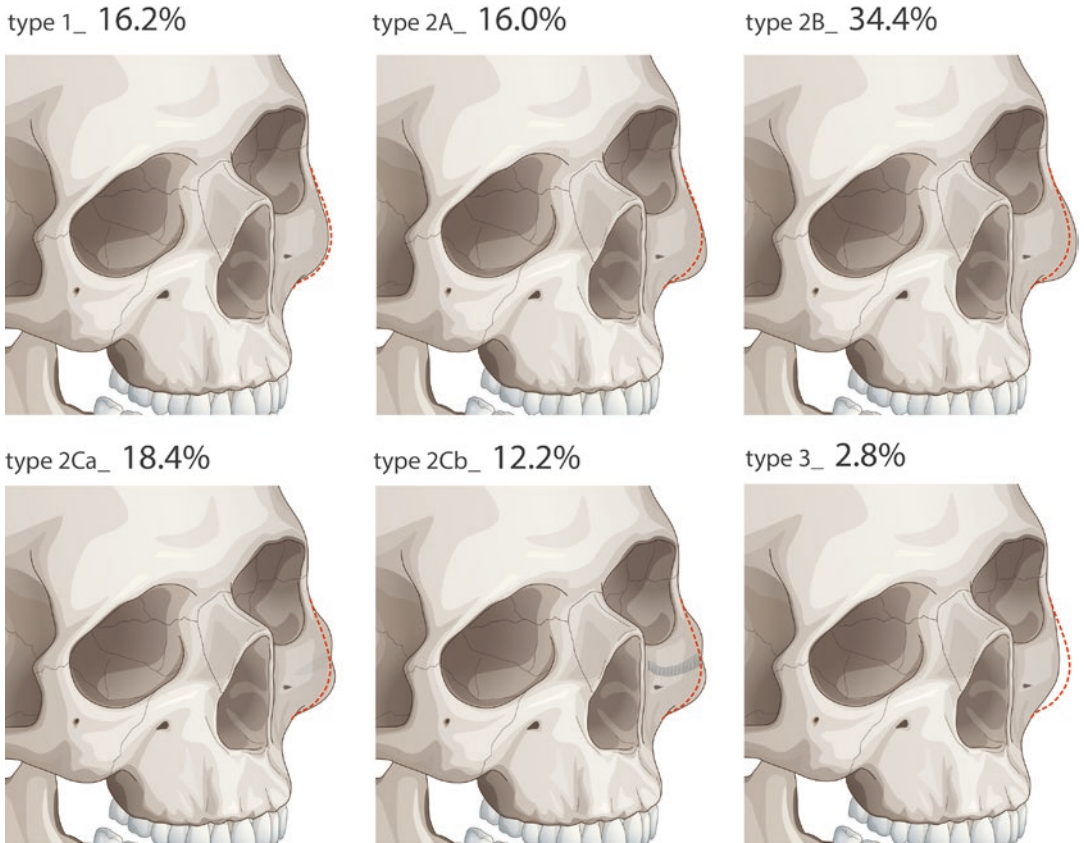 type 1_ 16.2%
type 2A_ 16.0%
type 2B_ 34.4%
type 2Ca_ 18.4%
type 2Cb_ 12.2%
type 3_ 2.8%